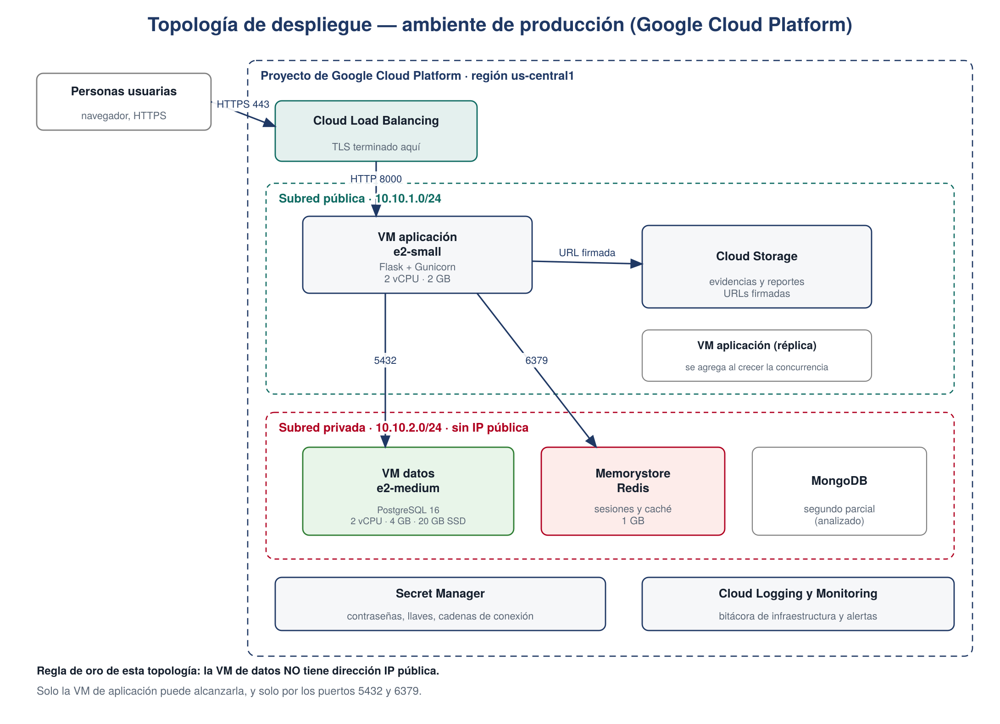 Topología de despliegue — ambiente de producción (Google Cloud Platform)
Proyecto de Google Cloud Platform · región us-central1
Personas usuarias
navegador, HTTPS
HTTPS 443
Cloud Load Balancing
TLS terminado aquí
HTTP 8000
Subred pública · 10.10.1.0/24
VM aplicación
e2-small
Flask + Gunicorn
2 vCPU · 2 GB
URL firmada
Cloud Storage
evidencias y reportes
URLs firmadas
VM aplicación (réplica)
se agrega al crecer la concurrencia
5432
6379
Subred privada · 10.10.2.0/24 · sin IP pública
VM datos
e2-medium
PostgreSQL 16
2 vCPU · 4 GB · 20 GB SSD
Memorystore
Redis
sesiones y caché
1 GB
MongoDB
segundo parcial
(analizado)
Secret Manager
contraseñas, llaves, cadenas de conexión
Cloud Logging y Monitoring
bitácora de infraestructura y alertas
Regla de oro de esta topología: la VM de datos NO tiene dirección IP pública.
Solo la VM de aplicación puede alcanzarla, y solo por los puertos 5432 y 6379.